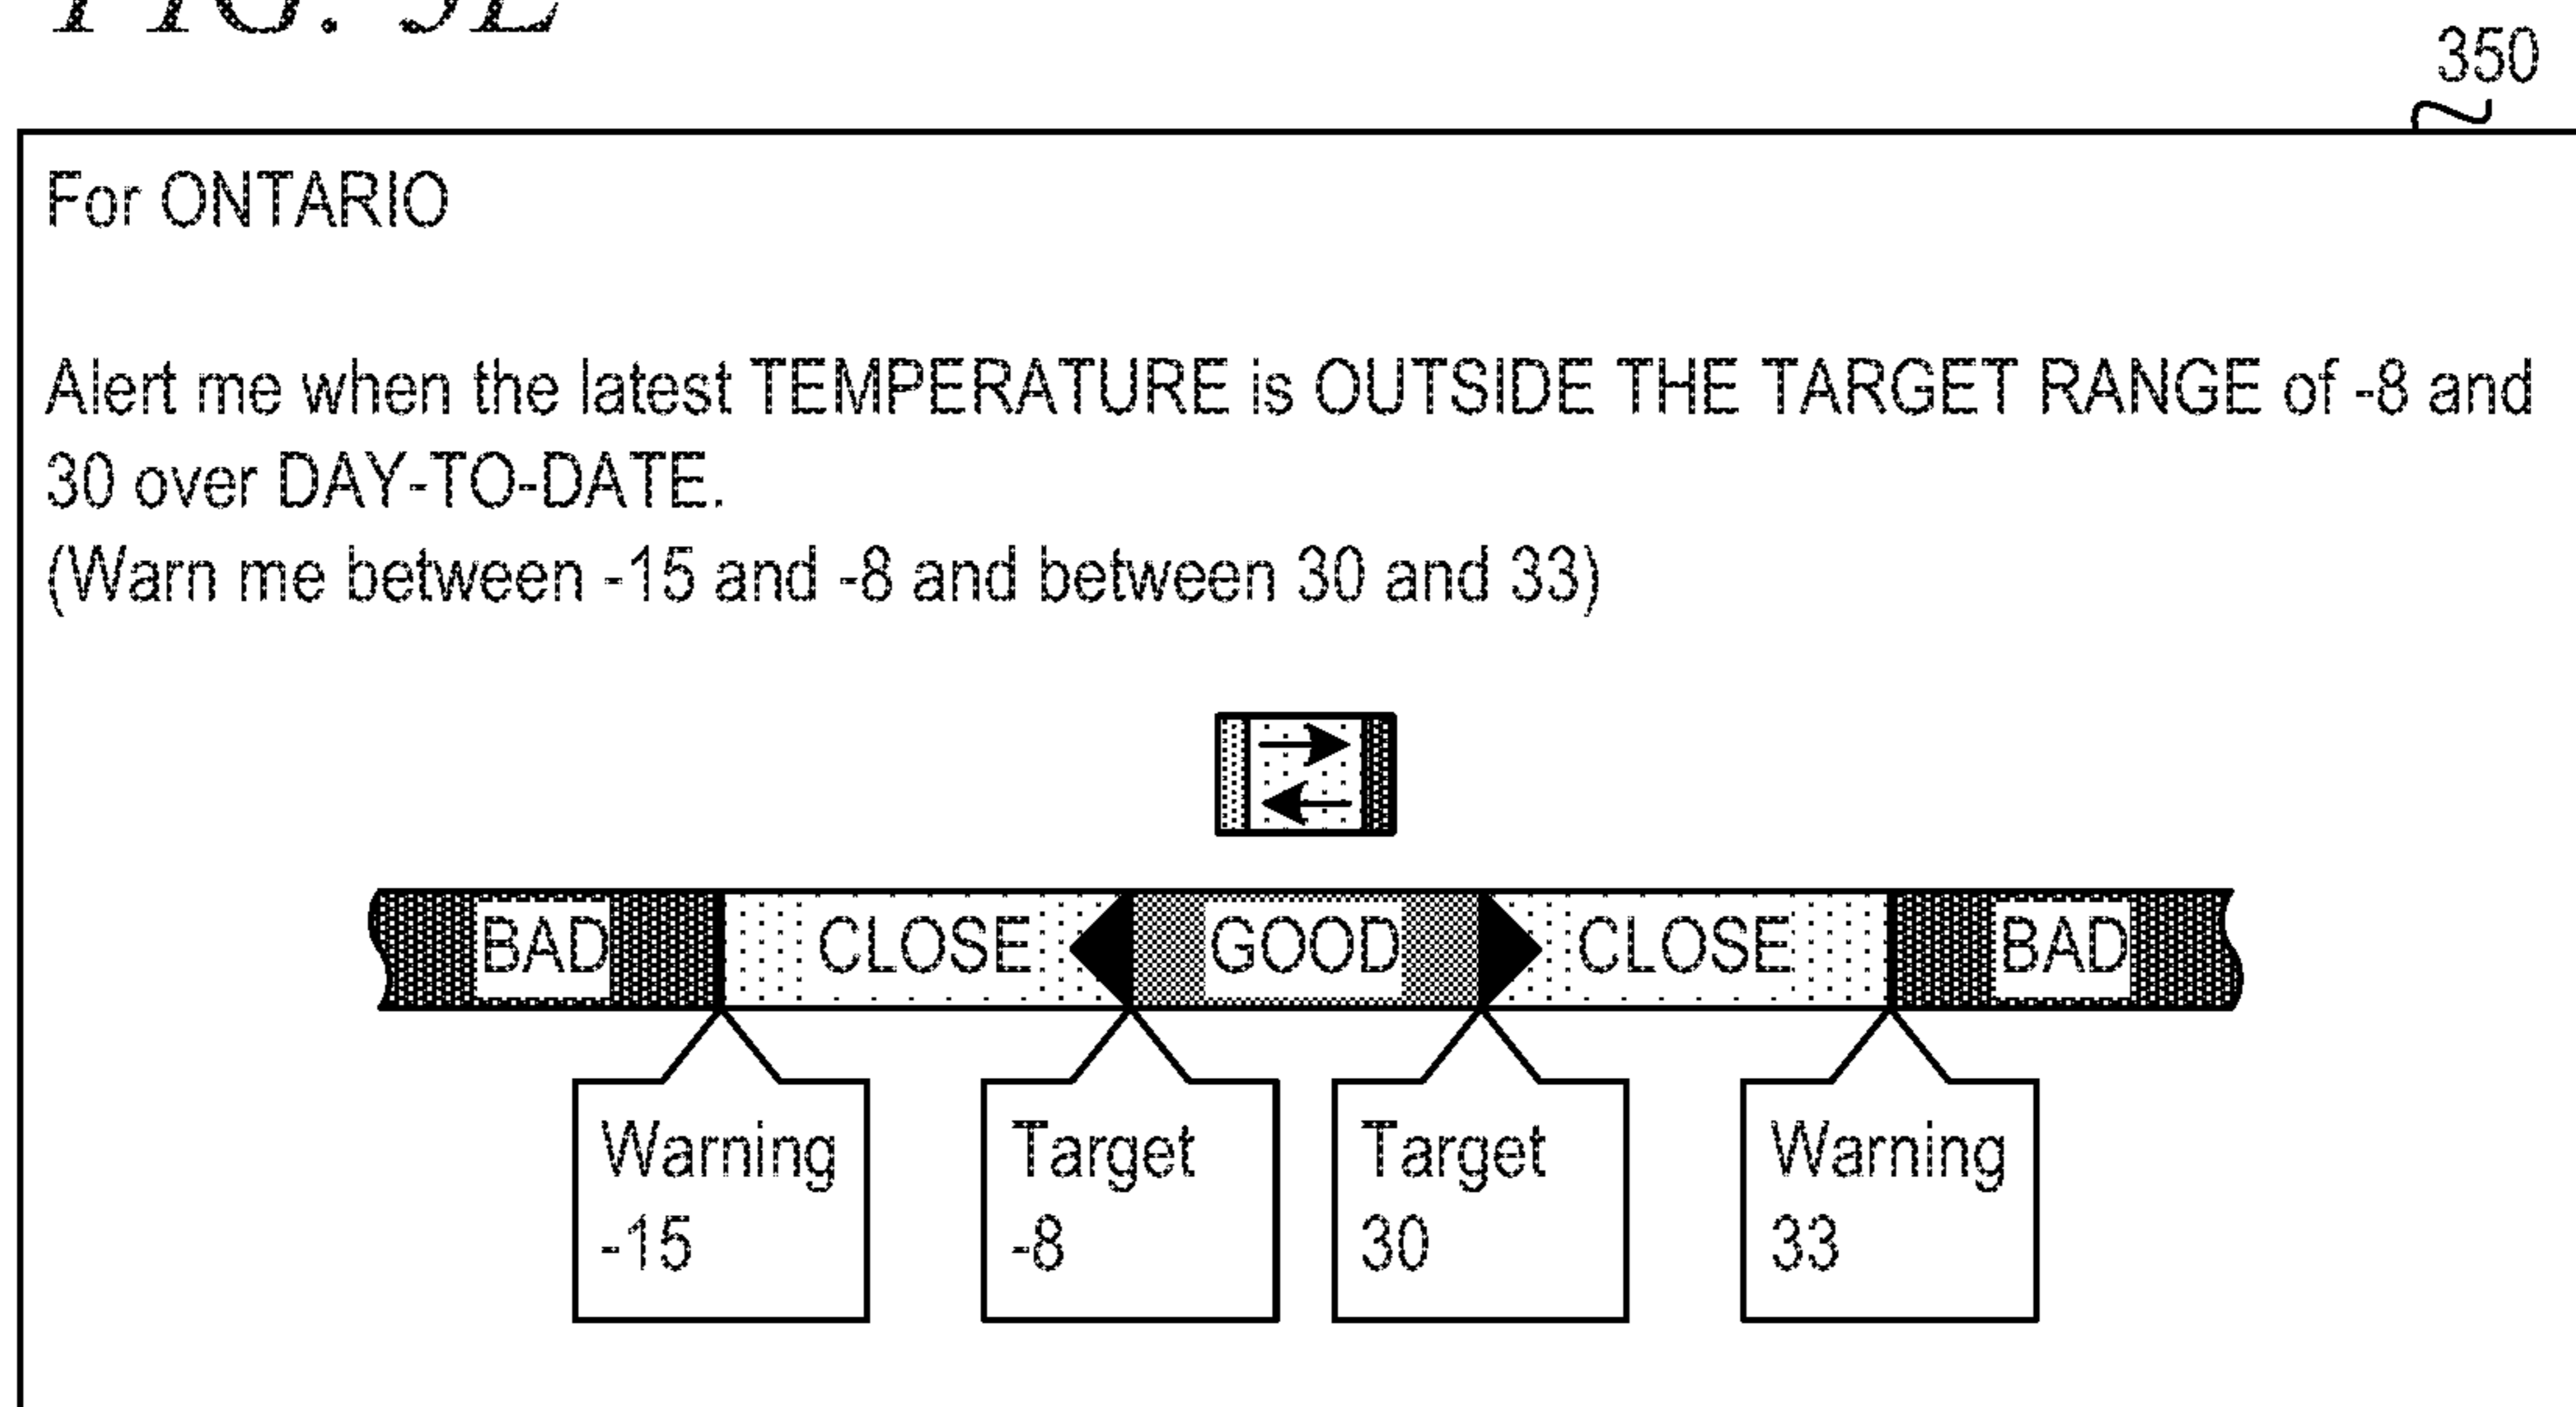 FIG. 3E
350
For ONTARIO
Alert me when the latest TEMPERATURE is OUTSIDE THE TARGET RANGE of -8 and
30 over DAY-TO-DATE.
(Warn me between -15 and -8 and between 30 and 33)
BAD CLOSE GOOD CLOSE BAD
Warning Target Target Warning
-15 -8 30 33